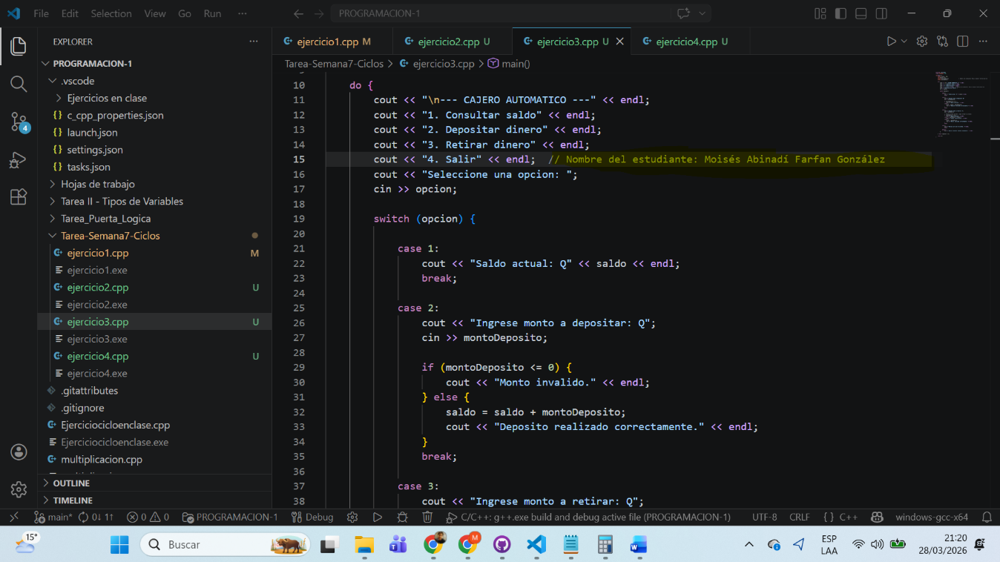 File Edit Selection View Go Run ···
PROGRAMACION-1
EXPLORER
PROGRAMACION-1
.vscode
Ejercicios en clase
c_cpp_properties.json
launch.json
settings.json
tasks.json
Hojas de trabajo
Tarea II - Tipos de Variables
Tarea_Puerta_Logica
Tarea-Semana7-Ciclos
ejercicio1.cpp M
ejercicio1.exe
ejercicio2.cpp U
ejercicio2.exe
ejercicio3.cpp U
ejercicio3.exe
ejercicio4.cpp U
ejercicio4.exe
.gitattributes
.gitignore
Ejerciciocicloenclase.cpp
Ejerciciocicloenclase.exe
multiplicacion.cpp
OUTLINE
TIMELINE
4
ejercicio1.cpp M ejercicio2.cpp U ejercicio3.cpp U ejercicio4.cpp U
Tarea-Semana7-Ciclos > ejercicio3.cpp > main()
10 do {
11 cout << "\n--- CAJERO AUTOMATICO ---" << endl;
12 cout << "1. Consultar saldo" << endl;
13 cout << "2. Depositar dinero" << endl;
14 cout << "3. Retirar dinero" << endl;
15 cout << "4. Salir" << endl; // Nombre del estudiante: Moisés Abinadí Farfan González
16 cout << "Seleccione una opcion: ";
17 cin >> opcion;
18
19 switch (opcion) {
20
21 case 1:
22 cout << "Saldo actual: Q" << saldo << endl;
23 break;
24
25 case 2:
26 cout << "Ingrese monto a depositar: Q";
27 cin >> montoDeposito;
28
29 if (montoDeposito <= 0) {
30 cout << "Monto invalido." << endl;
31 } else {
32 saldo = saldo + montoDeposito;
33 cout << "Deposito realizado correctamente." << endl;
34 }
35 break;
36
37 case 3:
38 cout << "Ingrese monto a retirar: Q";
main* 0↓ 1↑ 0 0 PROGRAMACION-1 Debug C/C++: g++.exe build and debug active file (PROGRAMACION-1) UTF-8 CRLF {} C++ windows-gcc-x64
15°
Buscar
ESP
LAA
21:20
28/03/2026